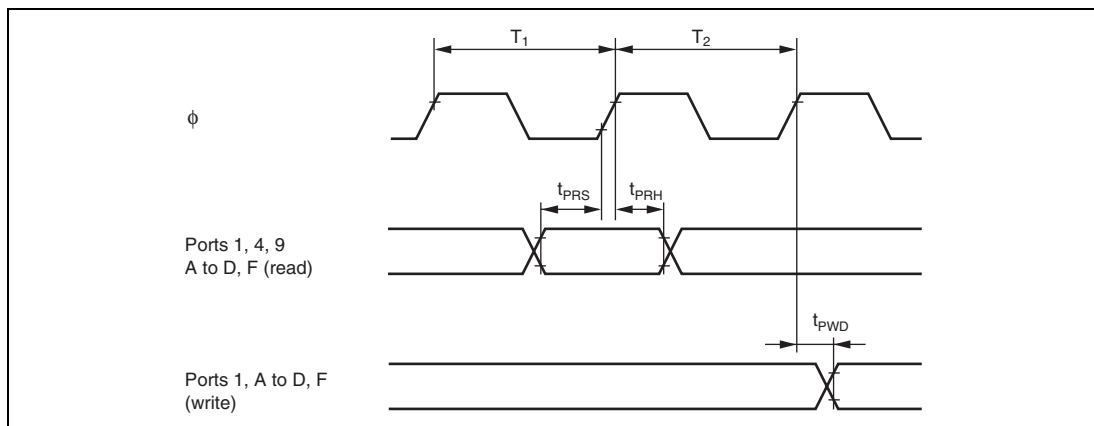 T1
T2
ϕ
tPRS
tPRH
Ports 1, 4, 9
A to D, F (read)
tPWD
Ports 1, A to D, F
(write)